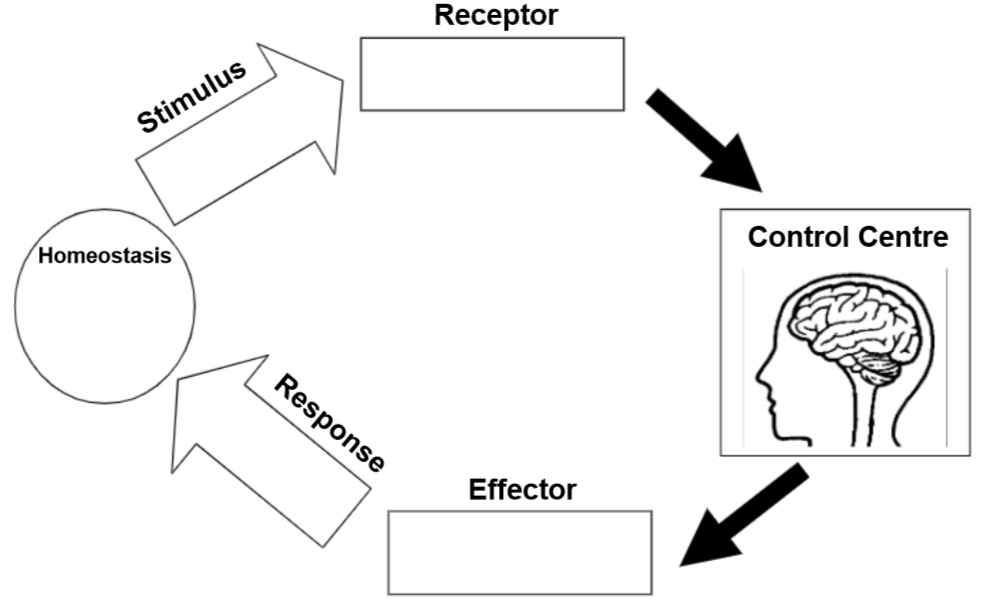 Receptor
Stimulus
Control Centre
Homeostasis
Response
Effector